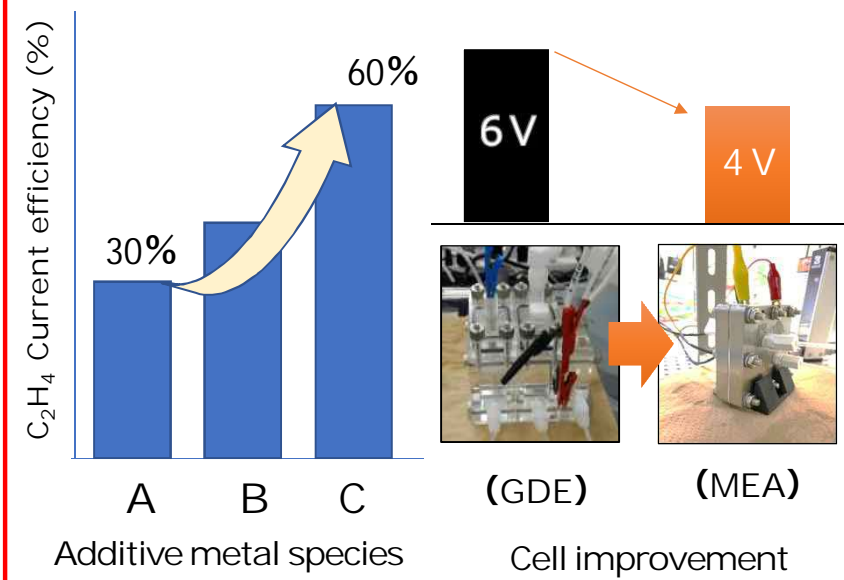 C₂H₄ Current efficiency (%)
30%
60%
A
B
C
Additive metal species
6 V
4 V
(GDE)
(MEA)
Cell improvement